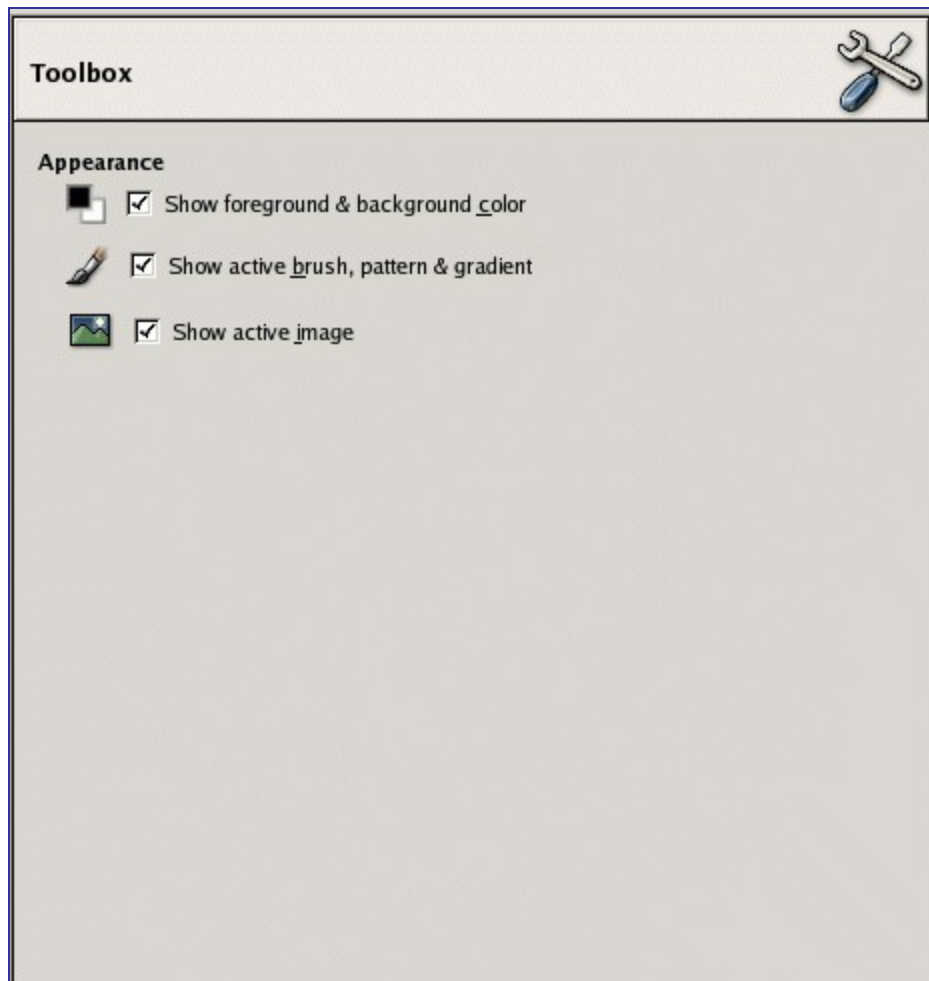 Toolbox
Appearance
Show foreground & background color
Show active brush, pattern & gradient
Show active image